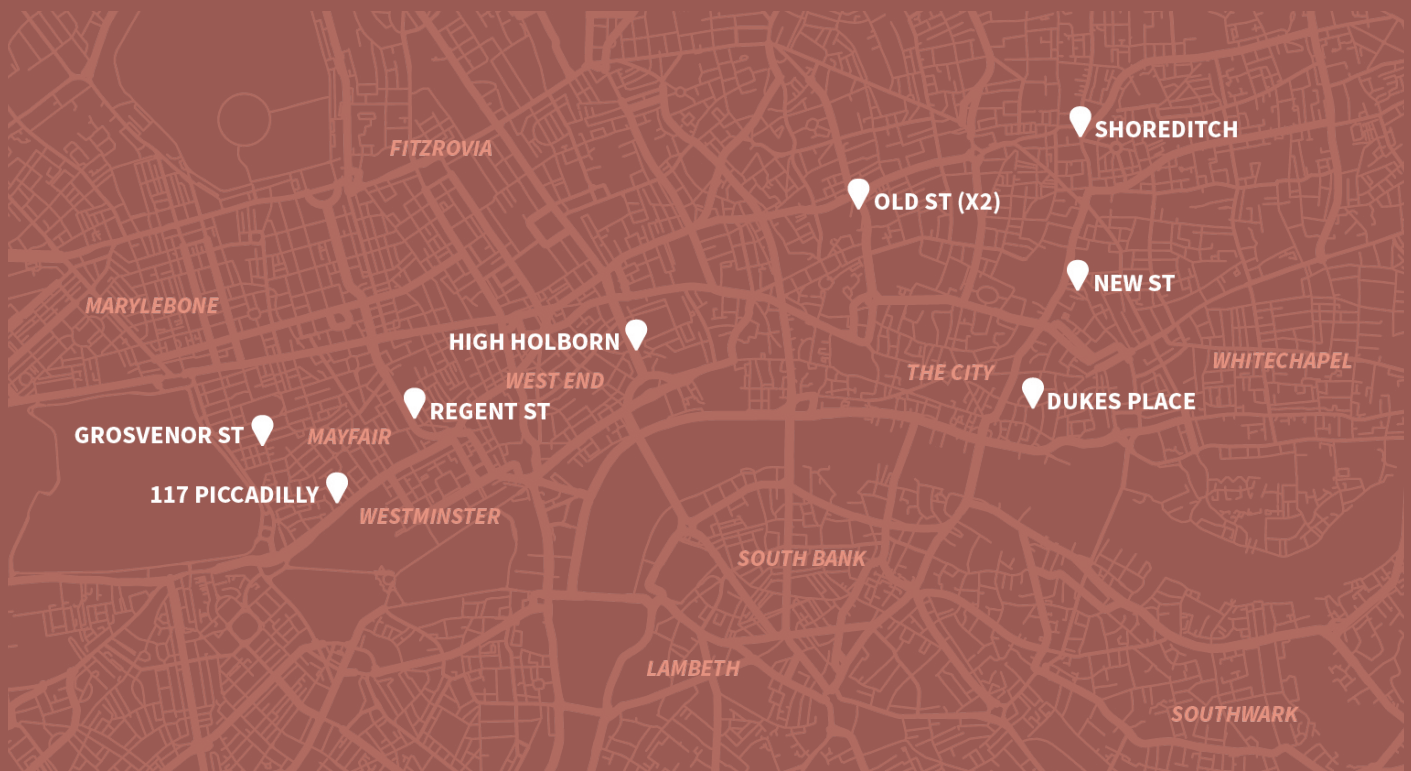 SHOREDITCH
FITZROVIA
OLD ST (X2)
NEW ST
MARYLEBONE
HIGH HOLBORN
WHITECHAPEL
THE CITY
WEST END
DUKES PLACE
REGENT ST
GROSVENOR ST
MAYFAIR
117 PICCADILLY
WESTMINSTER
SOUTH BANK
LAMBETH
SOUTHWARK